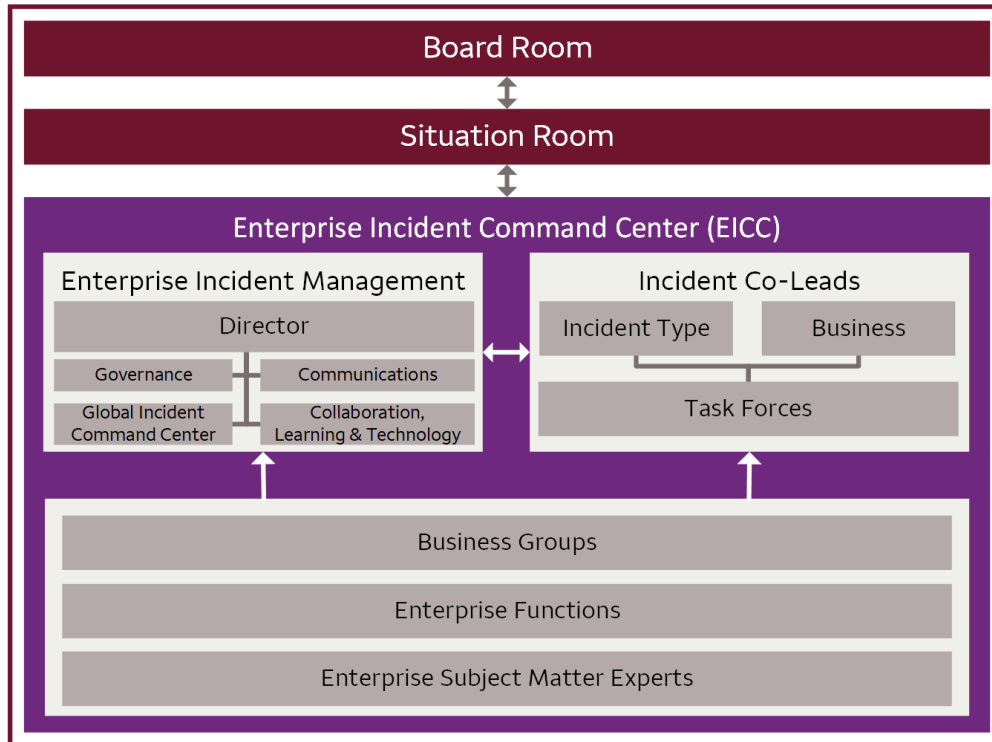 Board Room
Situation Room
Enterprise Incident Command Center (EICC)
Enterprise Incident Management
Director
Governance
Communications
Global Incident
Command Center
Collaboration,
Learning & Technology
Incident Co-Leads
Incident Type
Business
Task Forces
Business Groups
Enterprise Functions
Enterprise Subject Matter Experts